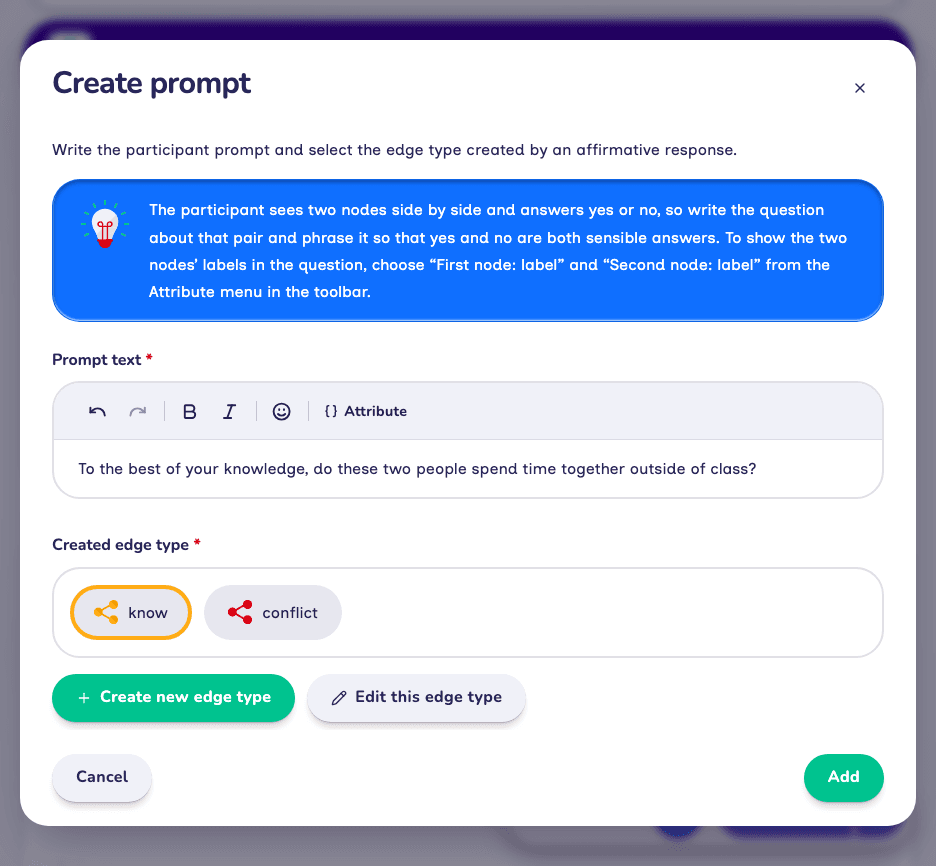 Create prompt
Write the participant prompt and select the edge type created by an affirmative response.
The participant sees two nodes side by side and answers yes or no, so write the question
about that pair and phrase it so that yes and no are both sensible answers. To show the two
nodes’ labels in the question, choose “First node: label” and “Second node: label” from the
Attribute menu in the toolbar.
Prompt text *
B I {} Attribute
To the best of your knowledge, do these two people spend time together outside of class?
Created edge type *
know conflict
+ Create new edge type Edit this edge type
Cancel Add